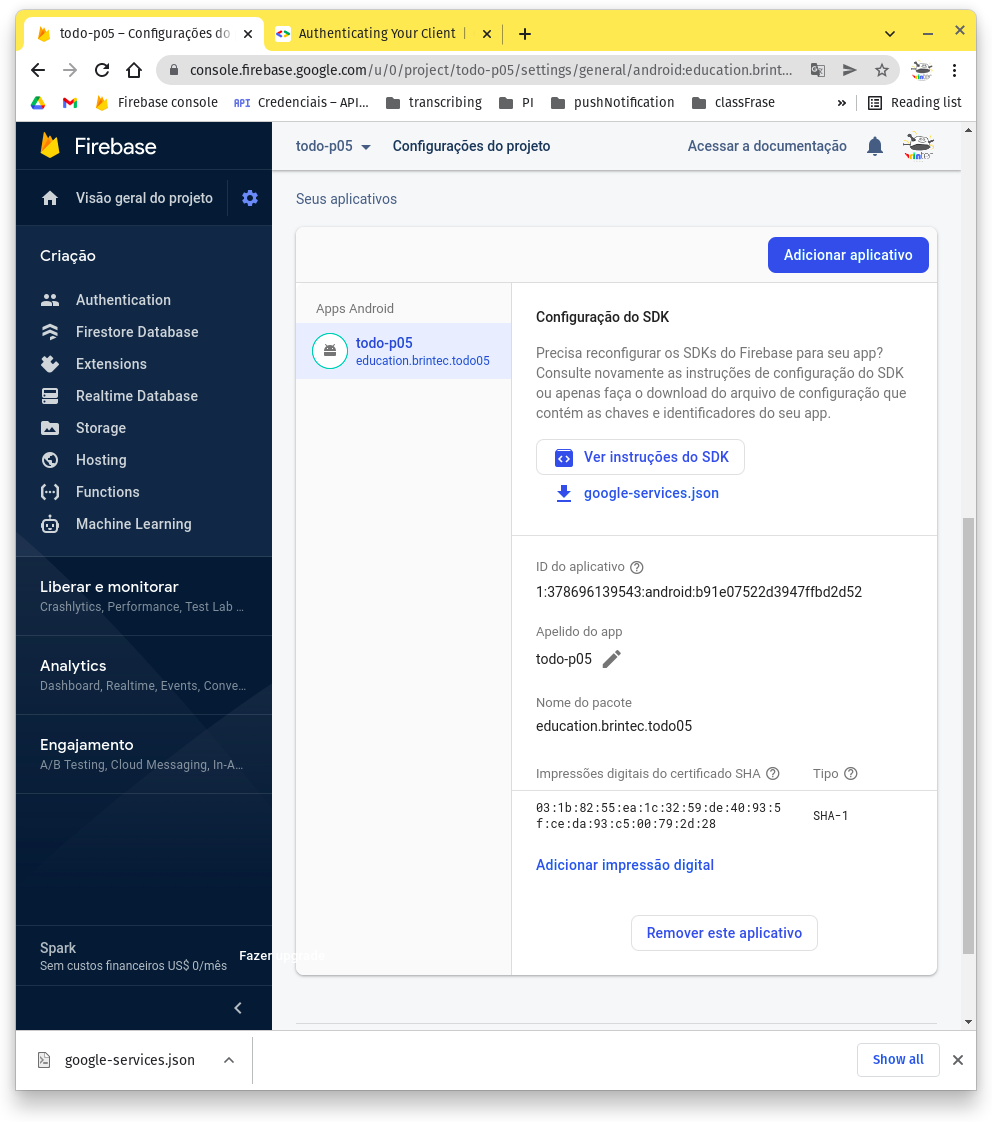 todo-p05 – Configurações do
Authenticating Your Client
console.firebase.google.com/u/0/project/todo-p05/settings/general/android:education.brint...
Firebase console
API
Credenciais – API...
transcribing
PI
pushNotification
classFrase
»
Reading list
Firebase
todo-p05
Configurações do projeto
Acessar a documentação
Visão geral do projeto
Criação
Authentication
Firestore Database
Extensions
Realtime Database
Storage
Hosting
Functions
Machine Learning
Liberar e monitorar
Crashlytics, Performance, Test Lab ...
Analytics
Dashboard, Realtime, Events, Conve...
Engajamento
A/B Testing, Cloud Messaging, In-A...
Spark
Sem custos financeiros US$ 0/mês
Fazer upgrade
Seus aplicativos
Adicionar aplicativo
Apps Android
todo-p05
education.brintec.todo05
Configuração do SDK
Precisa reconfigurar os SDKs do Firebase para seu app?
Consulte novamente as instruções de configuração do SDK
ou apenas faça o download do arquivo de configuração que
contém as chaves e identificadores do seu app.
Ver instruções do SDK
google-services.json
ID do aplicativo
1:378696139543:android:b91e07522d3947ffbd2d52
Apelido do app
todo-p05
Nome do pacote
education.brintec.todo05
Impressões digitais do certificado SHA
Tipo
03:1b:82:55:ea:1c:32:59:de:40:93:5
f:ce:da:93:c5:00:79:2d:28
SHA-1
Adicionar impressão digital
Remover este aplicativo
google-services.json
Show all